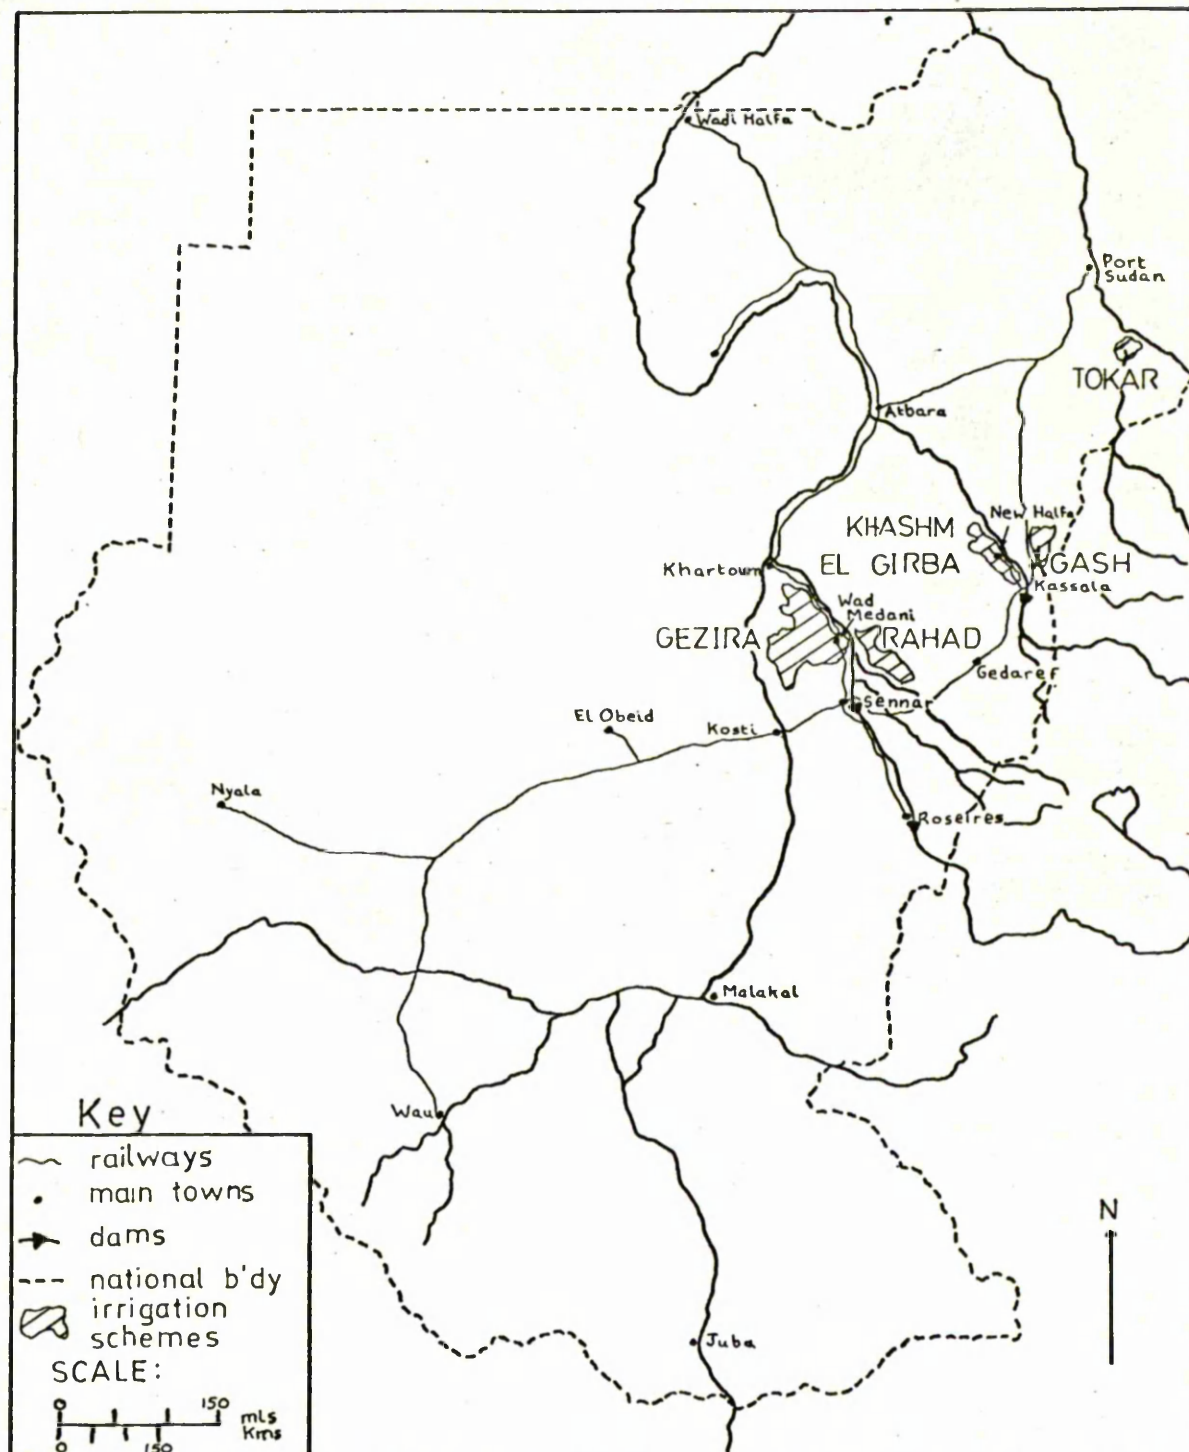 Wadi Halfa
Port
Sudan
TOKAR
Atbara
New Halfa
KHASHM
EL GIRBA
GASH
Kassala
Khartoum
Wad
Medani
GEZIRA
RAHAD
Gedaref
Sennar
El Obeid
Kosti
Nyala
Roseires
Malakal
Wau
Juba
N
Key
railways
main towns
dams
national b'dy
irrigation
schemes
SCALE:
0 150
mls
Kms
0 150